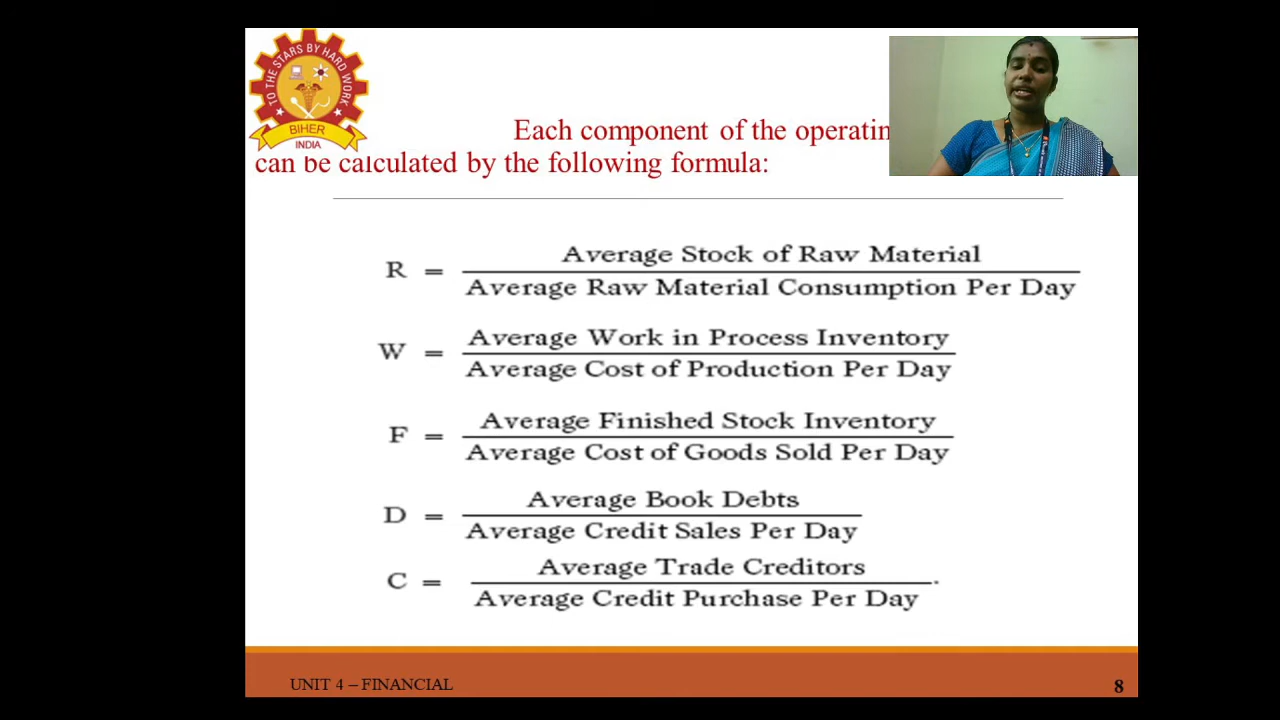 TO THE STARS BY HARD WORK
BIHER
INDIA
Each component of the operatin
can be calculated by the following formula:
Average Stock of Raw Material
R =
Average Raw Material Consumption Per Day
Average Work in Process Inventory
W =
Average Cost of Production Per Day
Average Finished Stock Inventory
F =
Average Cost of Goods Sold Per Day
Average Book Debts
D =
Average Credit Sales Per Day
Average Trade Creditors
C = .
Average Credit Purchase Per Day
UNIT 4 – FINANCIAL
8